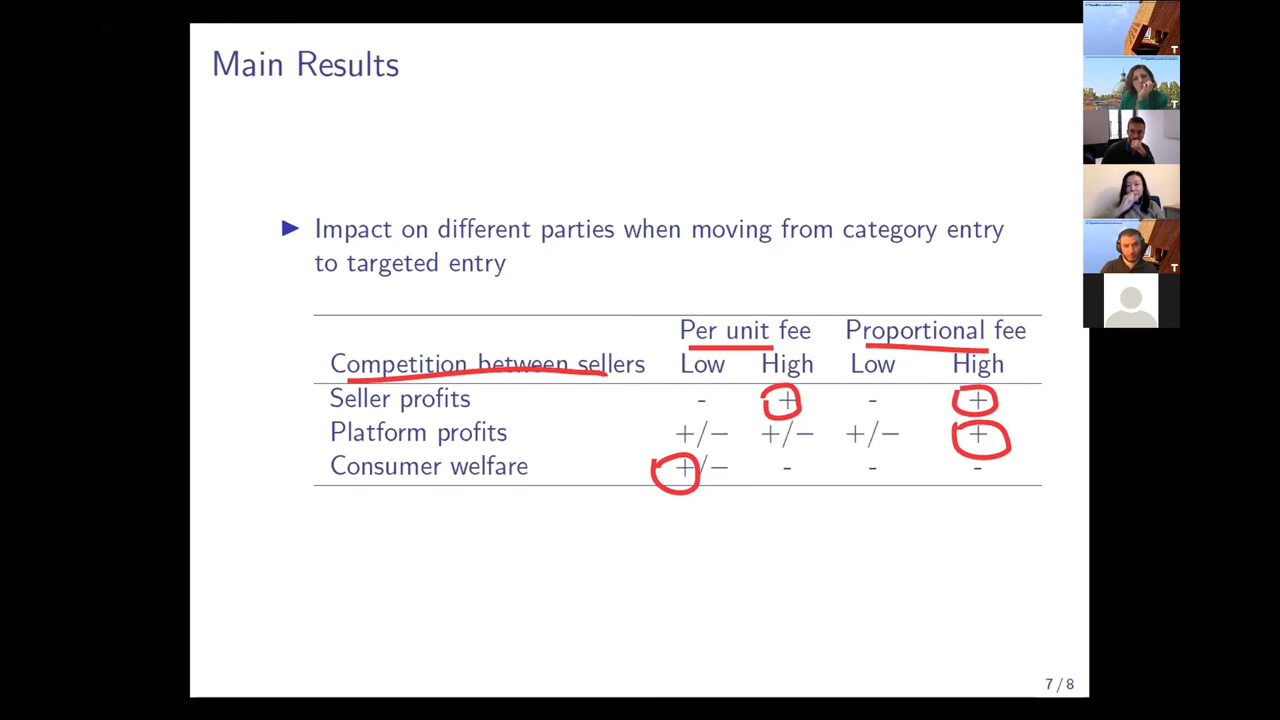 Main Results
▶ Impact on different parties when moving from category entry
to targeted entry
Per unit fee Proportional fee
Competition between sellers Low High Low High
Seller profits - + - +
Platform profits +/− +/− +/− +
Consumer welfare +/− - - -
7 / 8